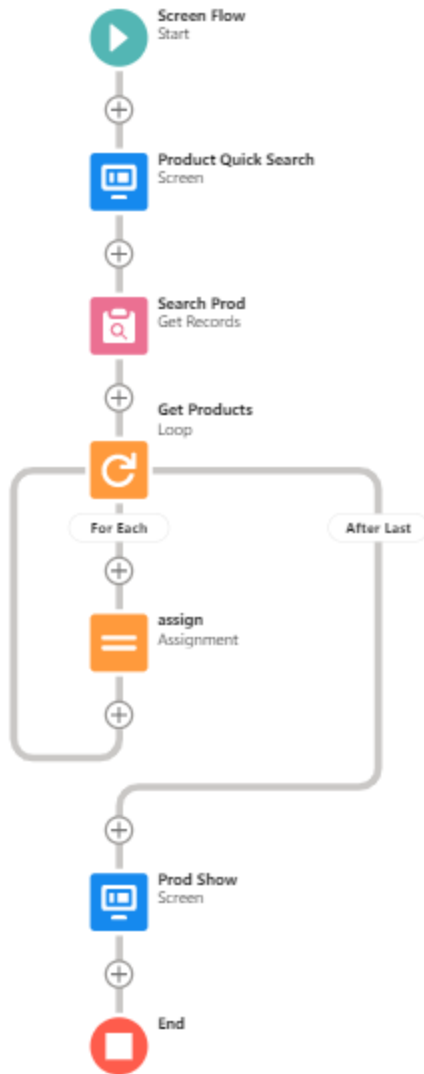 Screen Flow
Start
Product Quick Search
Screen
Search Prod
Get Records
Get Products
Loop
For Each
After Last
assign
Assignment
Prod Show
Screen
End